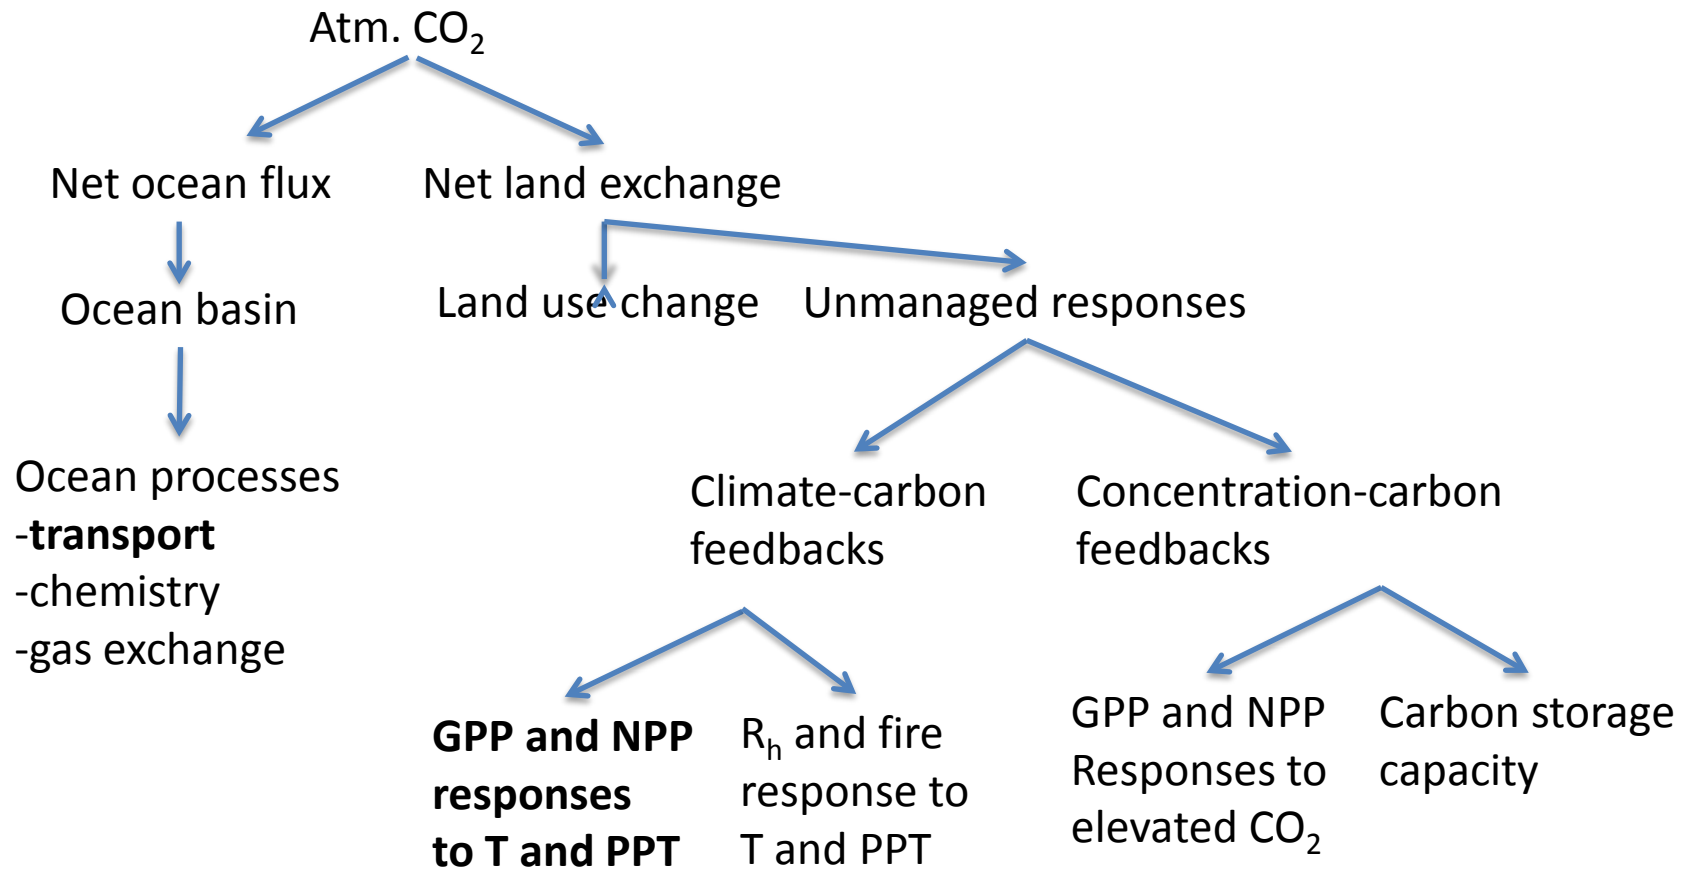 Atm. CO₂
Net ocean flux
Net land exchange
Ocean basin
Land use change
Unmanaged responses
Ocean processes
-transport
-chemistry
-gas exchange
Climate-carbon
feedbacks
Concentration-carbon
feedbacks
GPP and NPP
responses
to T and PPT
Rₕ and fire
response to
T and PPT
GPP and NPP
Responses to
elevated CO₂
Carbon storage
capacity